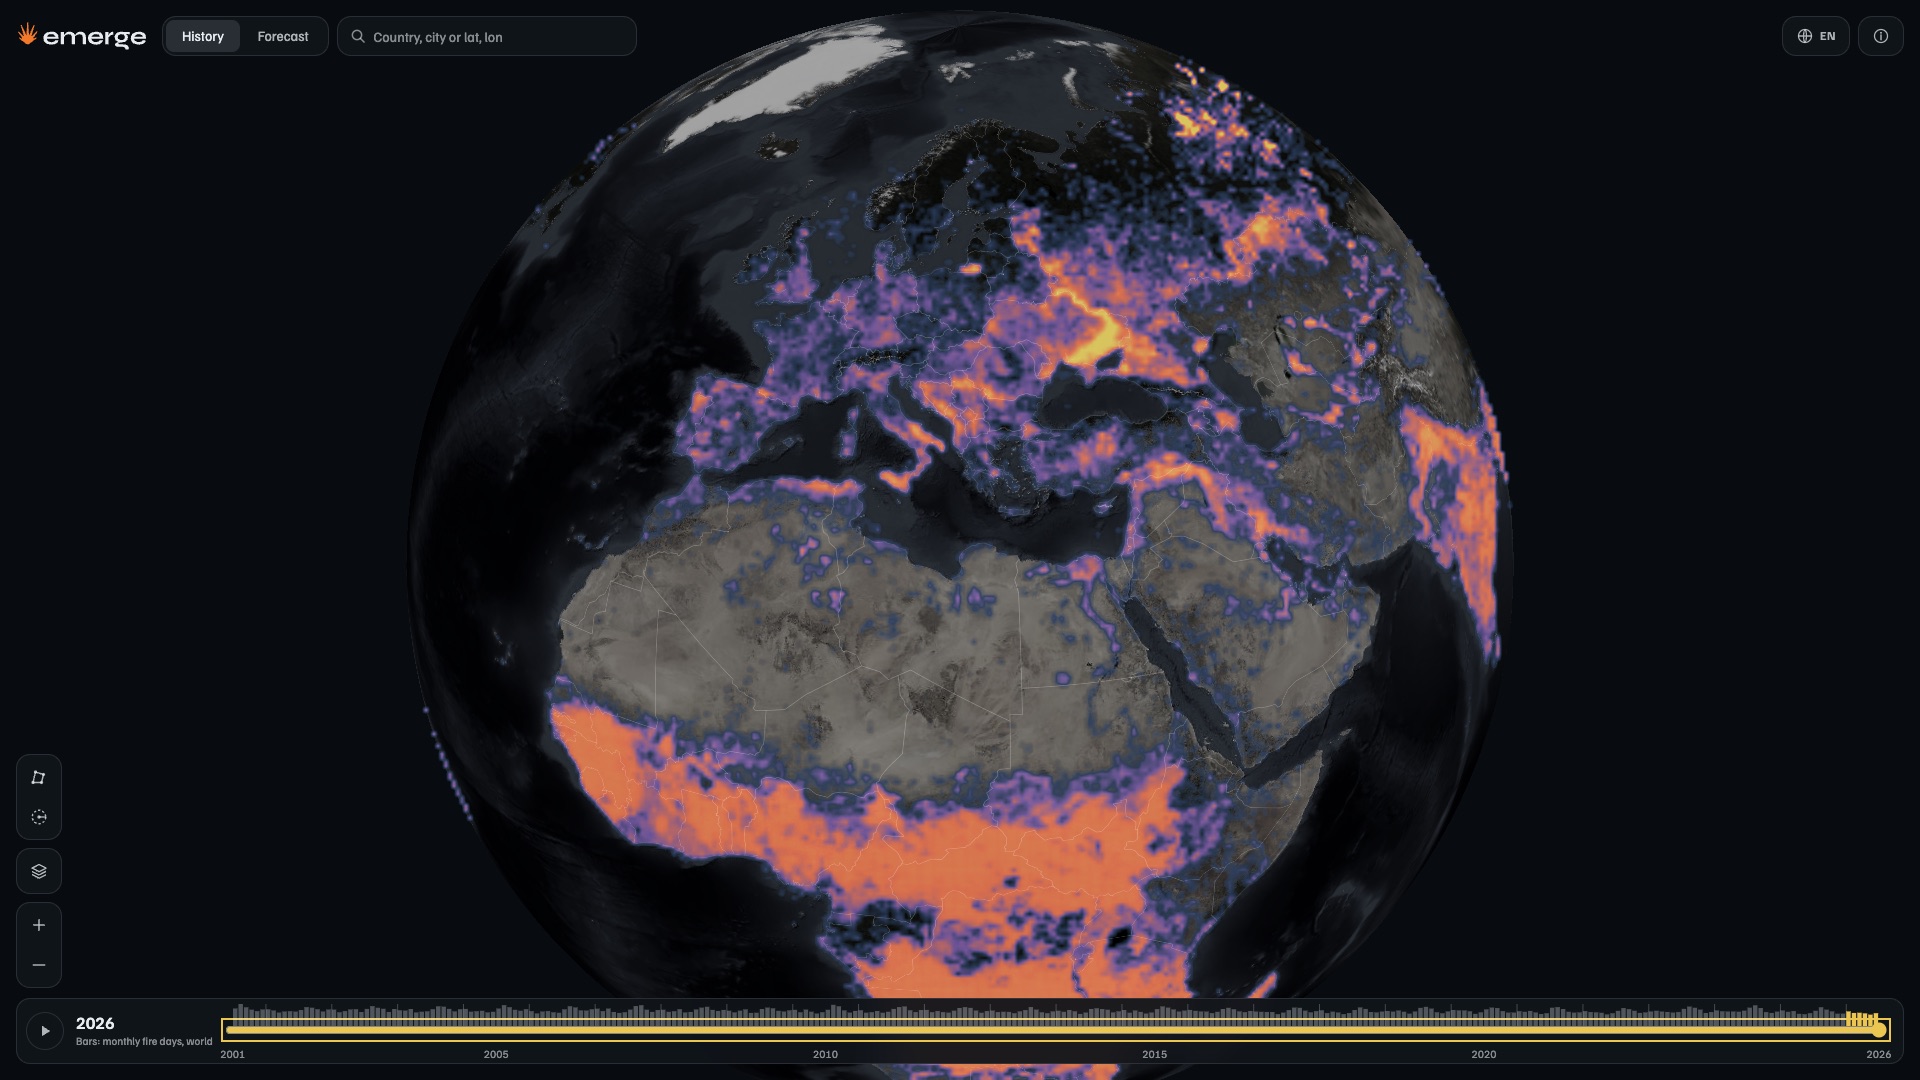 emerge
History
Forecast
Country, city or lat, lon
EN
2026
Bars: monthly fire days, world
2001
2005
2010
2015
2020
2026